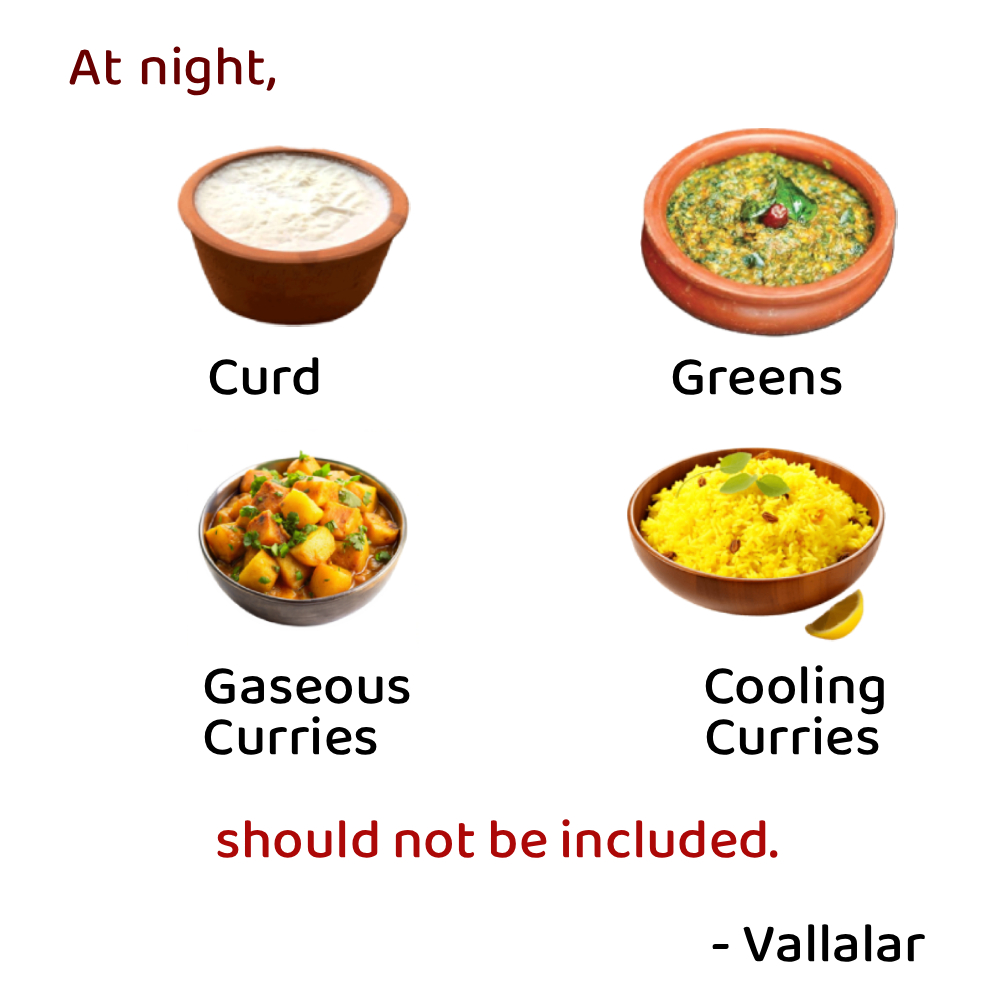 At night,
Curd
Greens
Gaseous
Curries
Cooling
Curries
should not be included.
- Vallalar